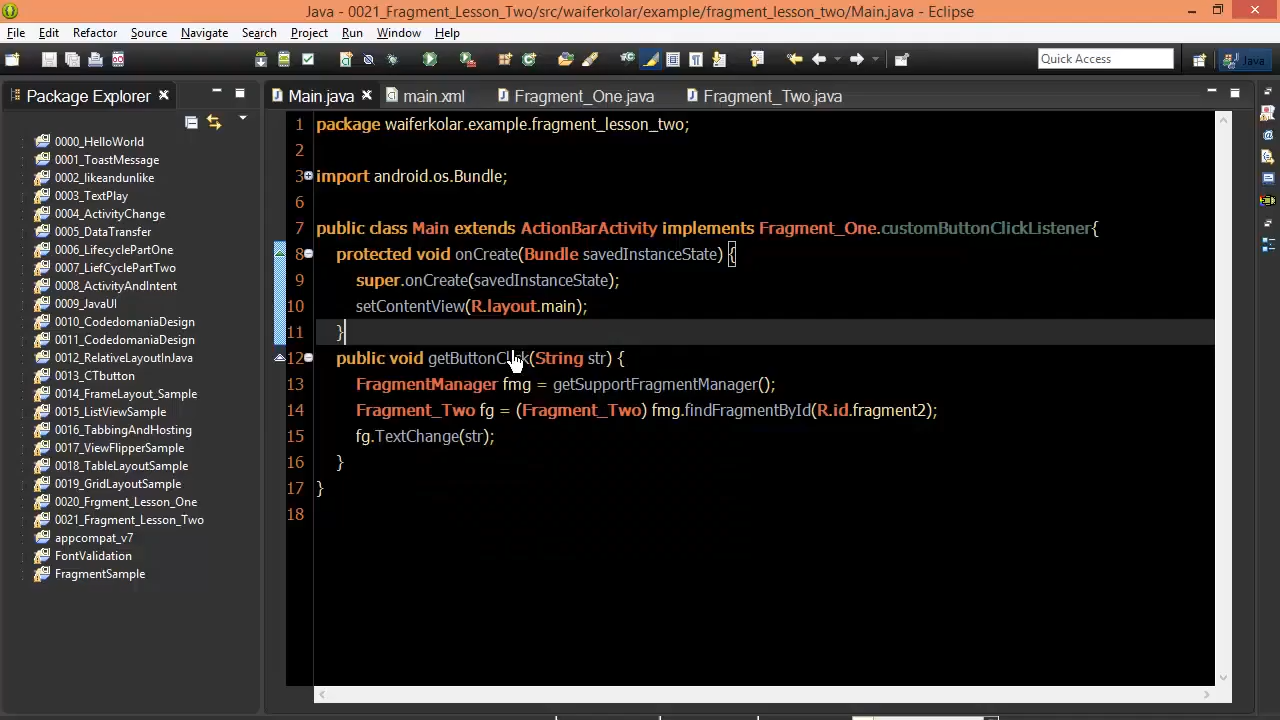 Java - 0021_Fragment_Lesson_Two/src/waiferkolar/example/fragment_lesson_two/Main.java - Eclipse
File Edit Refactor Source Navigate Search Project Run Window Help
Quick Access
Java
Package Explorer
0000_HelloWorld
0001_ToastMessage
0002_likeandunlike
0003_TextPlay
0004_ActivityChange
0005_DataTransfer
0006_LifecyclePartOne
0007_LiefCyclePartTwo
0008_ActivityAndIntent
0009_JavaUI
0010_CodedomaniaDesign
0011_CodedomaniaDesign
0012_RelativeLayoutInJava
0013_CTbutton
0014_FrameLayout_Sample
0015_ListViewSample
0016_TabbingAndHosting
0017_ViewFlipperSample
0018_TableLayoutSample
0019_GridLayoutSample
0020_Frgment_Lesson_One
0021_Fragment_Lesson_Two
appcompat_v7
FontValidation
FragmentSample
Main.java main.xml Fragment_One.java Fragment_Two.java
1 package waiferkolar.example.fragment_lesson_two;
2
3 import android.os.Bundle;
6
7 public class Main extends ActionBarActivity implements Fragment_One.customButtonClickListener{
8 protected void onCreate(Bundle savedInstanceState) {
9 super.onCreate(savedInstanceState);
10 setContentView(R.layout.main);
11 }
12 public void getButtonClick(String str) {
13 FragmentManager fmg = getSupportFragmentManager();
14 Fragment_Two fg = (Fragment_Two) fmg.findFragmentById(R.id.fragment2);
15 fg.TextChange(str);
16 }
17 }
18